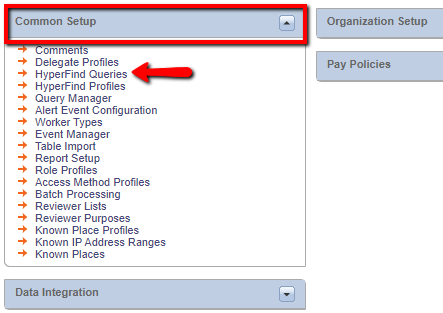 Common Setup
Comments
Delegate Profiles
HyperFind Queries
HyperFind Profiles
Query Manager
Alert Event Configuration
Worker Types
Event Manager
Table Import
Report Setup
Role Profiles
Access Method Profiles
Batch Processing
Reviewer Lists
Reviewer Purposes
Known Place Profiles
Known IP Address Ranges
Known Places
Data Integration
Organization Setup
Pay Policies